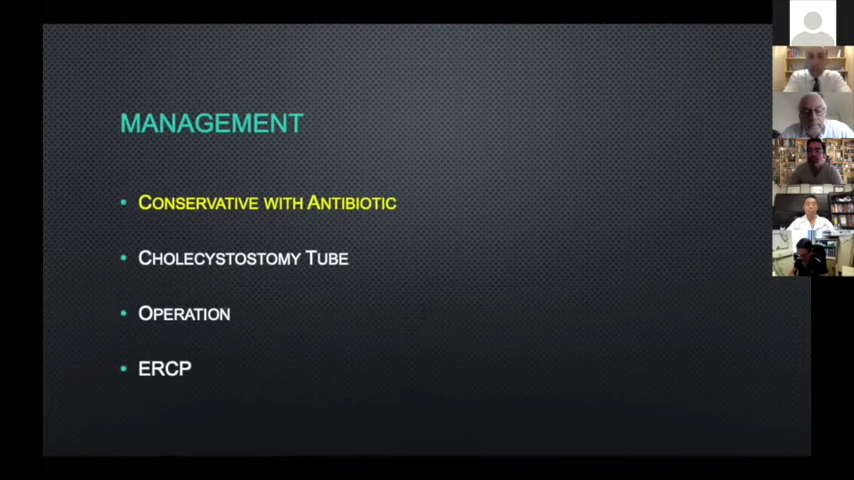 MANAGEMENT
• CONSERVATIVE WITH ANTIBIOTIC
• CHOLECYSTOSTOMY TUBE
• OPERATION
• ERCP